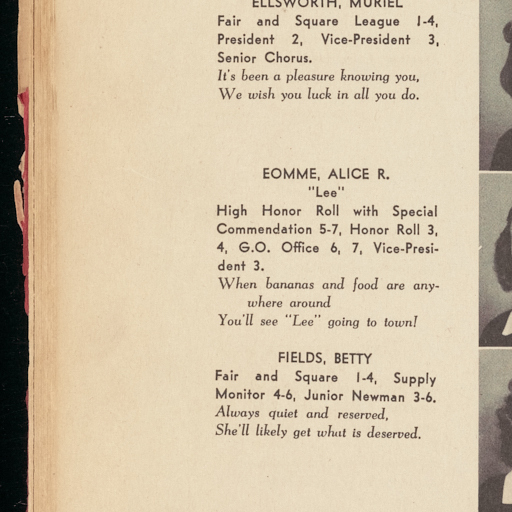 ELLSWORTH, MURIEL
Fair and Square League 1-4,
President 2, Vice-President 3,
Senior Chorus.
It's been a pleasure knowing you,
We wish you luck in all you do.
EOMME, ALICE R.
"Lee"
High Honor Roll with Special
Commendation 5-7, Honor Roll 3,
4, G.O. Office 6, 7, Vice-Presi-
dent 3.
When bananas and food are any-
where around
You'll see "Lee" going to town!
FIELDS, BETTY
Fair and Square 1-4, Supply
Monitor 4-6, Junior Newman 3-6.
Always quiet and reserved,
She'll likely get what is deserved.